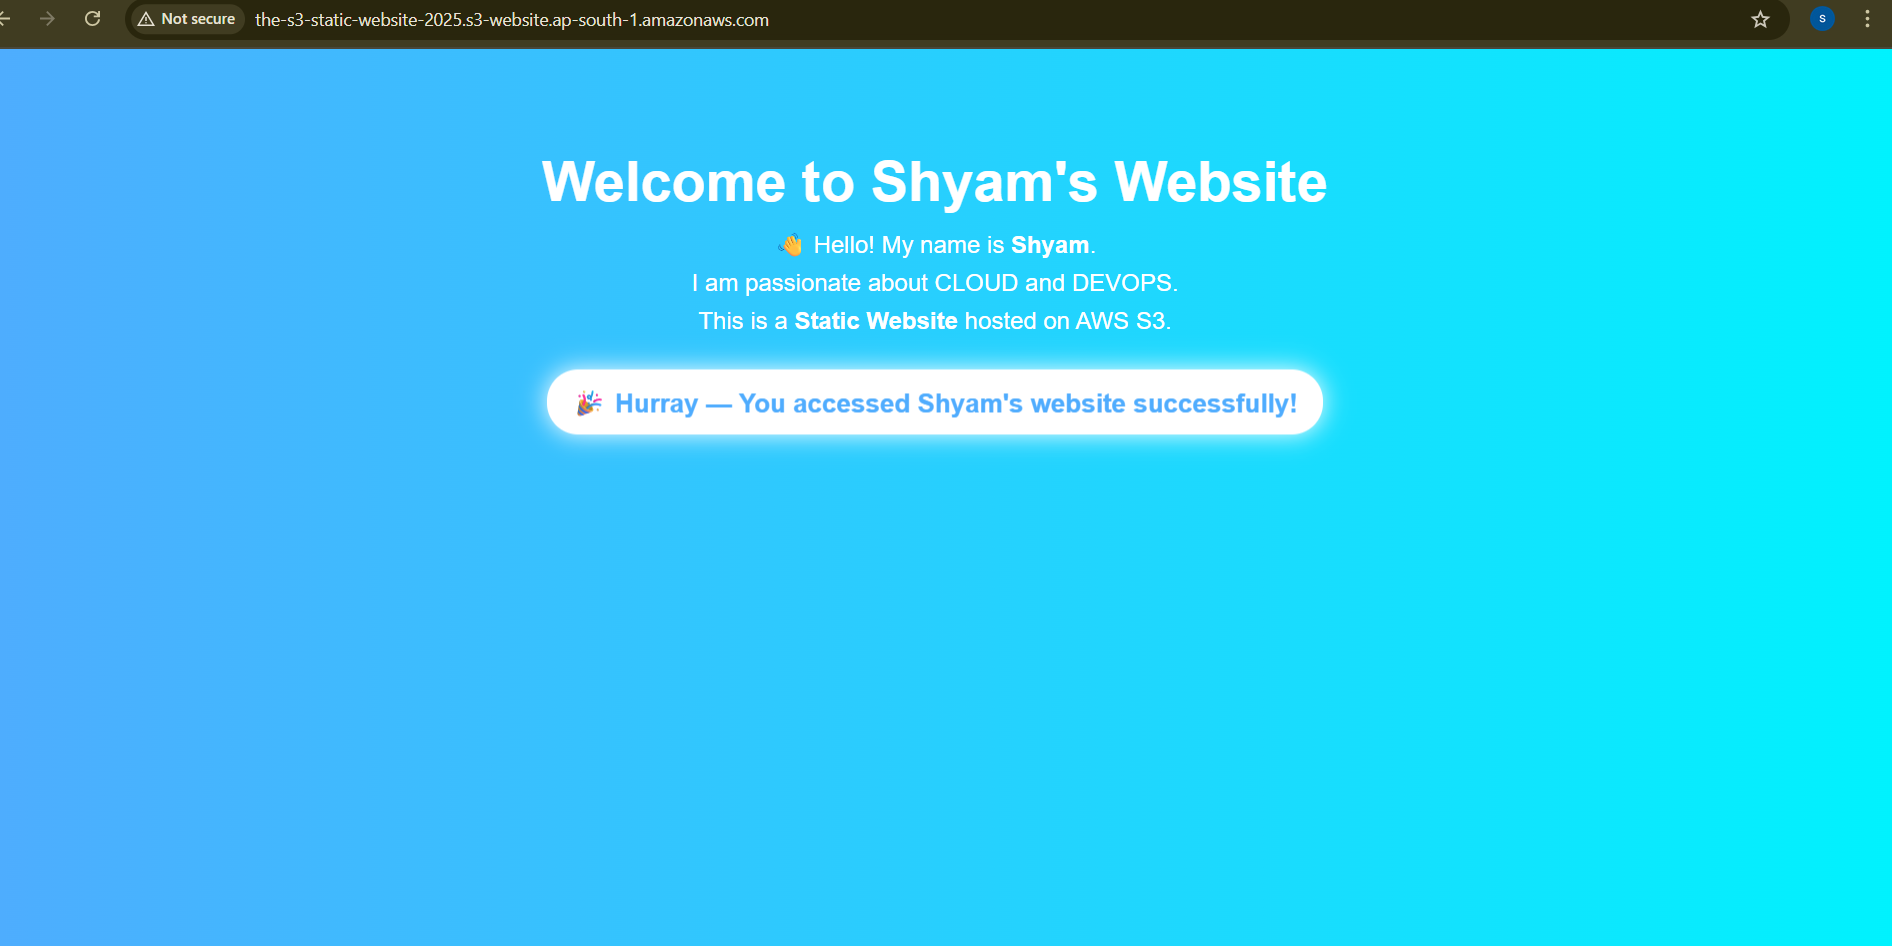 Not secure the-s3-static-website-2025.s3-website.ap-south-1.amazonaws.com S
Welcome to Shyam's Website
👋 Hello! My name is Shyam.
I am passionate about CLOUD and DEVOPS.
This is a Static Website hosted on AWS S3.
🎉 Hurray — You accessed Shyam's website successfully!